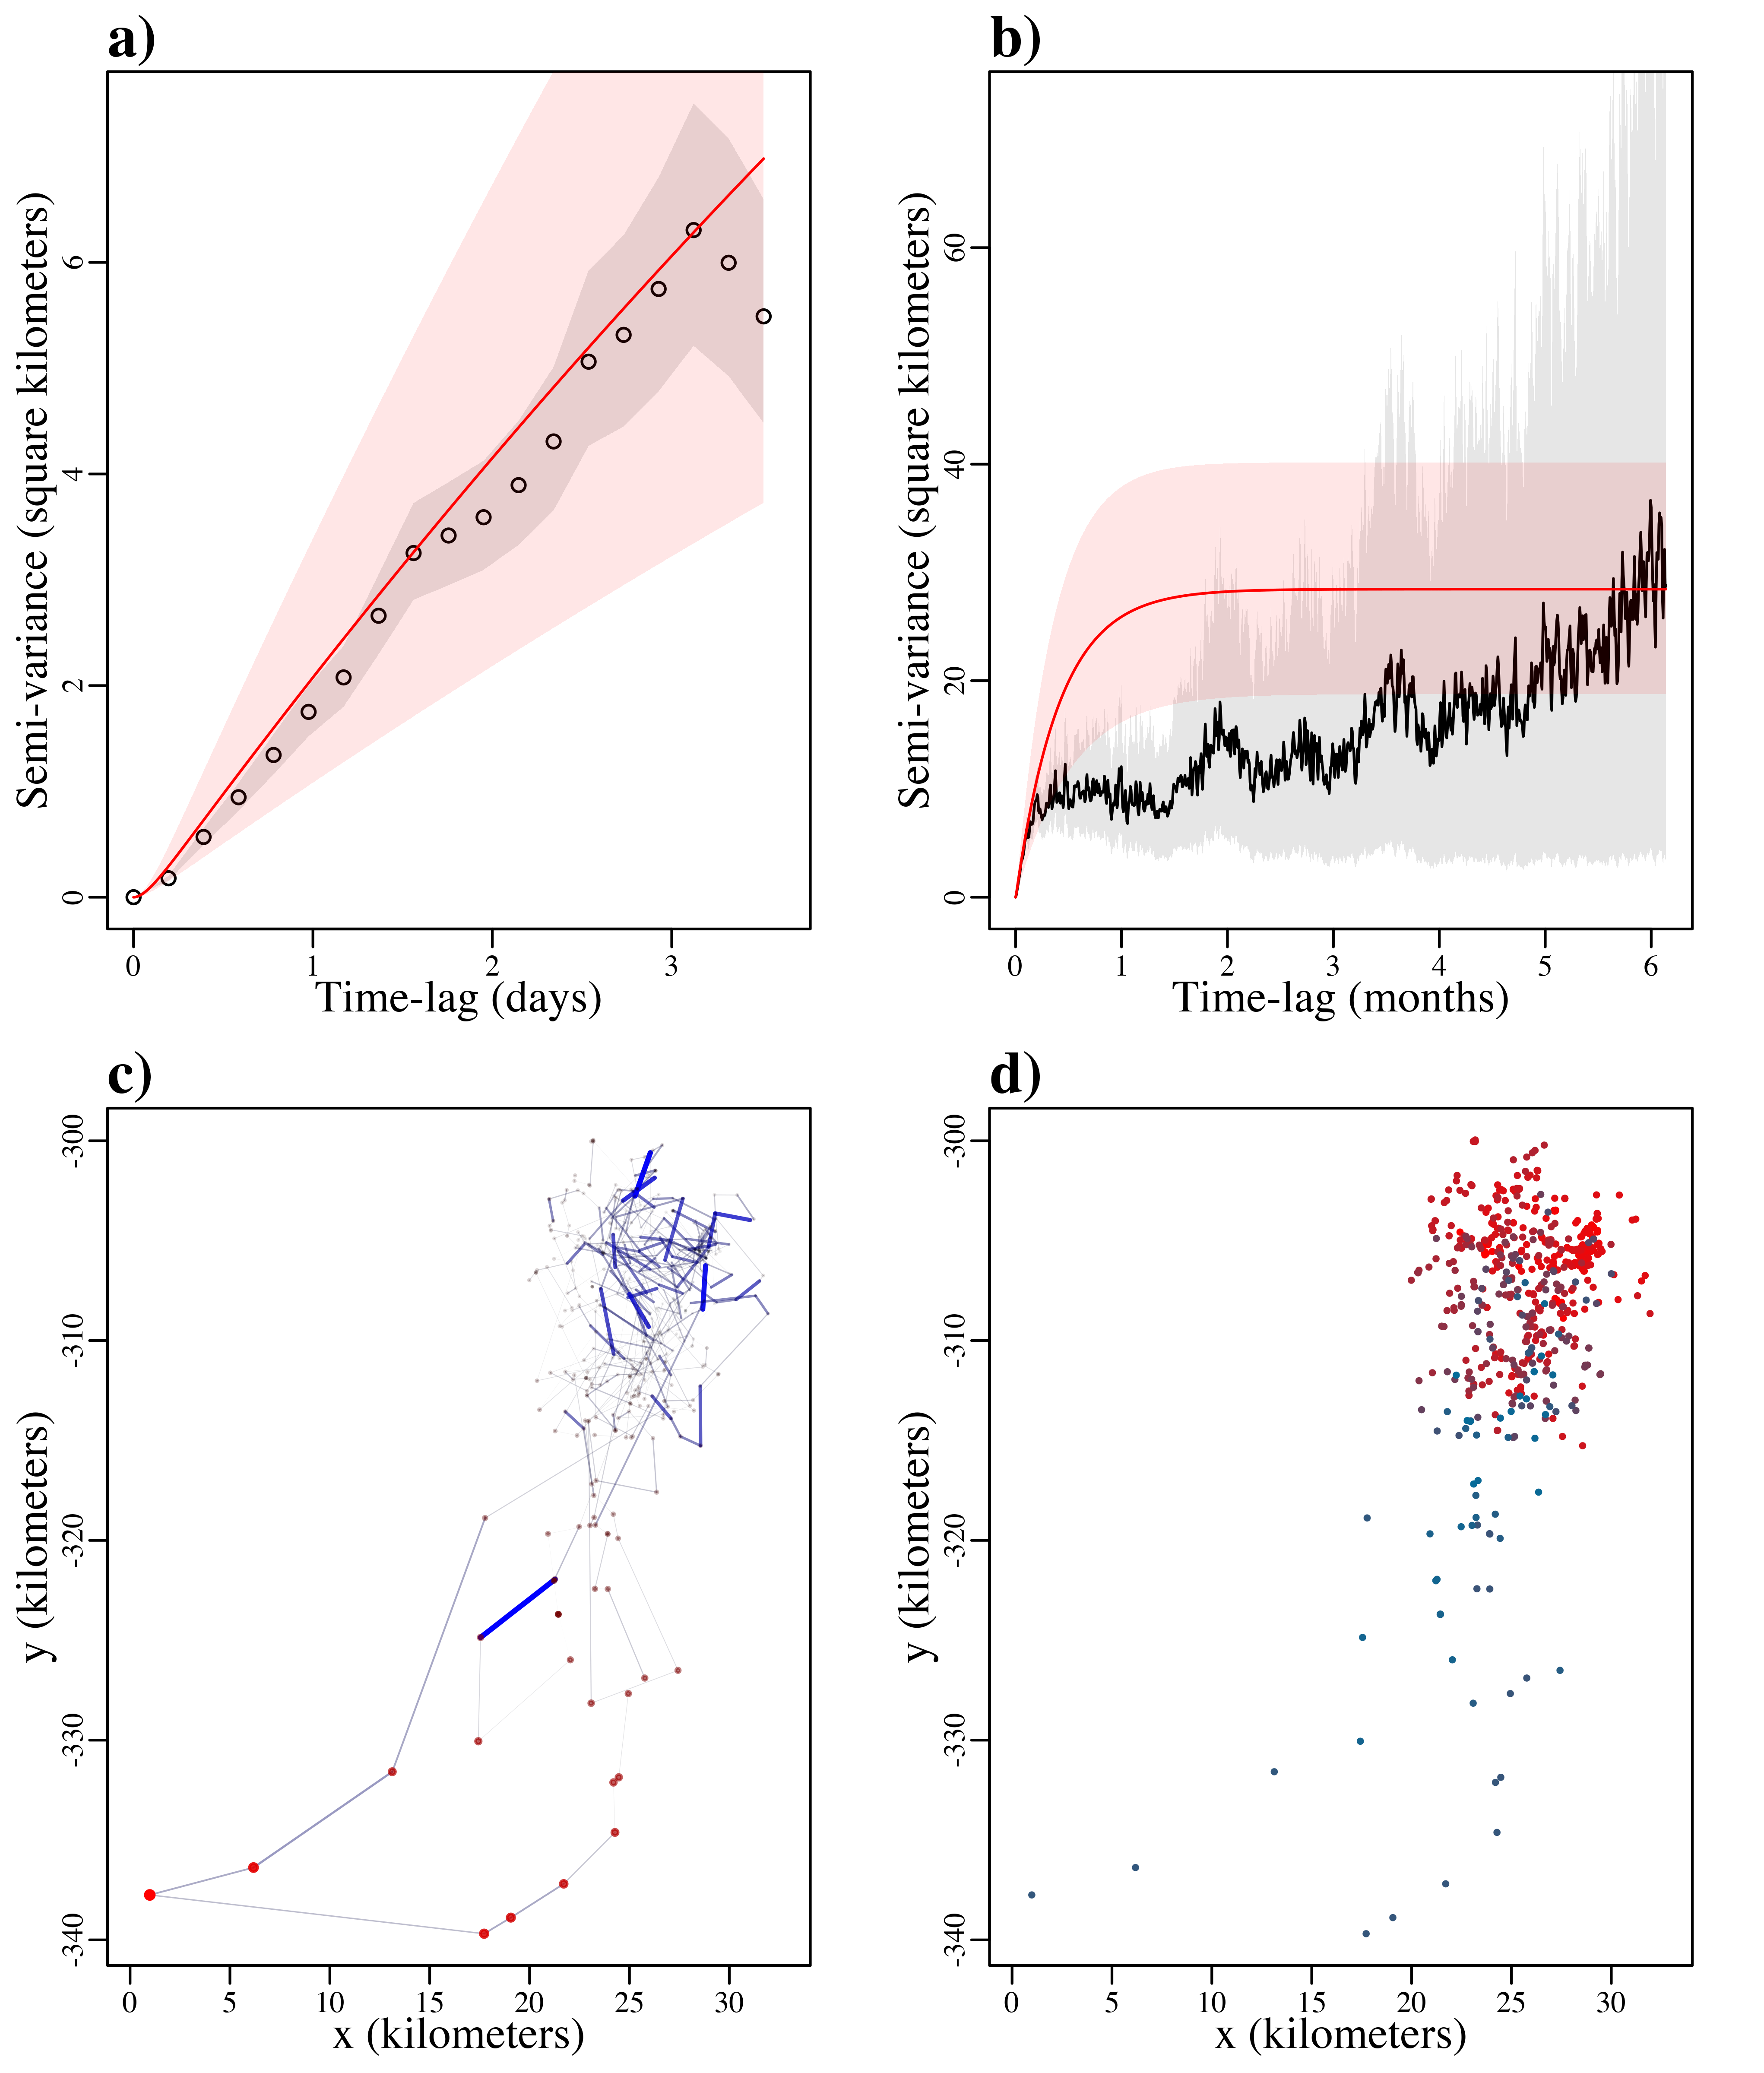 a)
Semi-variance (square kilometers)
0 2 4 6
0 1 2 3
Time-lag (days)
b)
Semi-variance (square kilometers)
0 20 40 60
0 1 2 3 4 5 6
Time-lag (months)
c)
y (kilometers)
-340 -330 -320 -310 -300
0 5 10 15 20 25 30
x (kilometers)
d)
y (kilometers)
-340 -330 -320 -310 -300
0 5 10 15 20 25 30
x (kilometers)